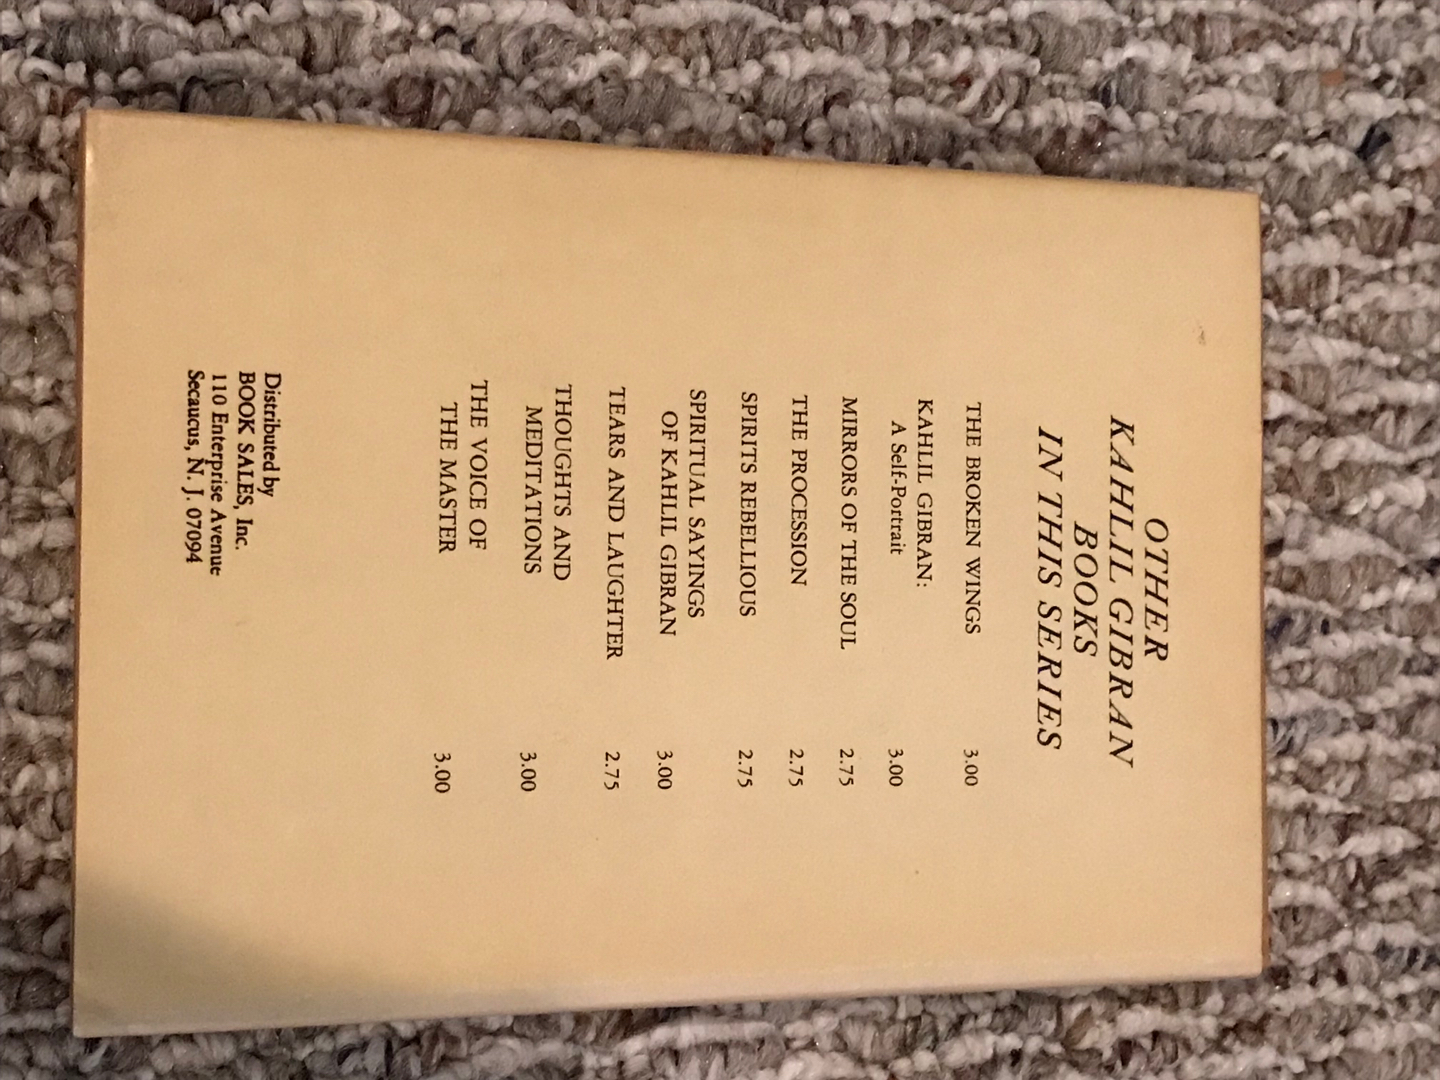 OTHER
KAHLIL GIBRAN
BOOKS
IN THIS SERIES
THE BROKEN WINGS 3.00
KAHLIL GIBRAN:
A Self-Portrait 3.00
MIRRORS OF THE SOUL 2.75
THE PROCESSION 2.75
SPIRITS REBELLIOUS 2.75
SPIRITUAL SAYINGS
OF KAHLIL GIBRAN 3.00
TEARS AND LAUGHTER 2.75
THOUGHTS AND
MEDITATIONS 3.00
THE VOICE OF
THE MASTER 3.00
Distributed by
BOOK SALES, Inc.
110 Enterprise Avenue
Secaucus, N. J. 07094